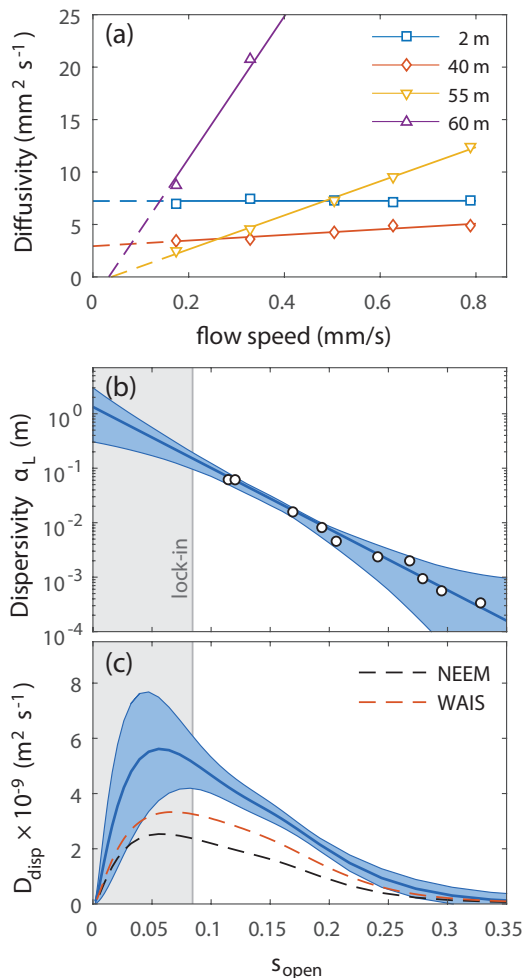 (a)
25
20
15
10
5
0
Diffusivity (mm² s⁻¹)
2 m
40 m
55 m
60 m
0 0.2 0.4 0.6 0.8
flow speed (mm/s)
(b)
10⁰
10⁻¹
10⁻²
10⁻³
10⁻⁴
Dispersivity α_L (m)
lock-in
(c)
8
6
4
2
0
D_disp × 10⁻⁹ (m² s⁻¹)
NEEM
WAIS
0 0.05 0.10 0.15 0.20 0.25 0.30 0.35
s_open